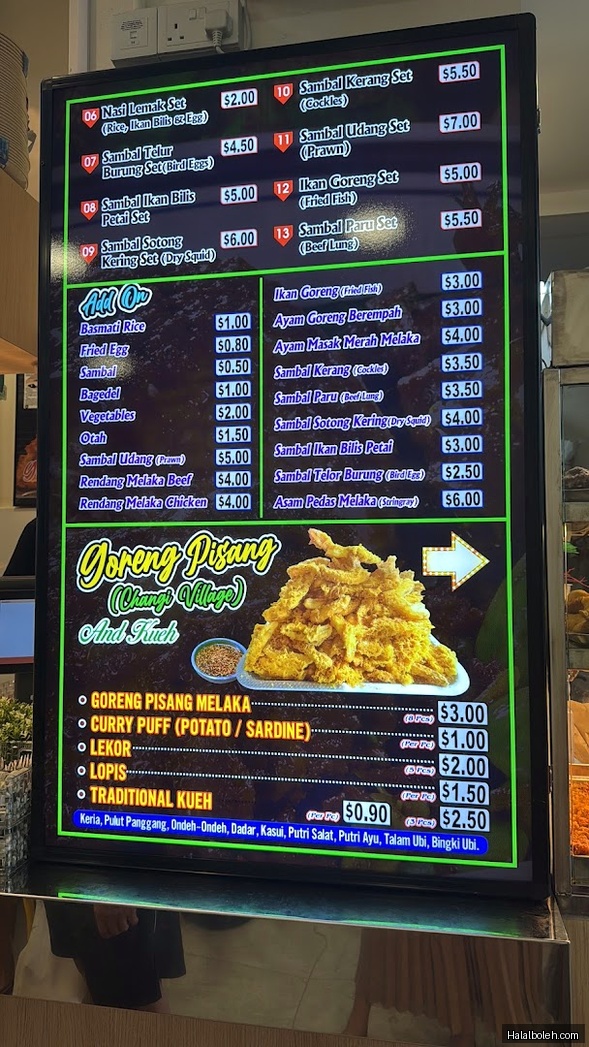 06 Nasi Lemak Set $2.00
(Rice, Ikan Bilis & Egg)
07 Sambal Telur $4.50
Burung Set (Bird Eggs)
08 Sambal Ikan Bilis $5.00
Petai Set
09 Sambal Sotong $6.00
Kering Set (Dry Squid)
10 Sambal Kerang Set $5.50
(Cockles)
11 Sambal Udang Set $7.00
(Prawn)
12 Ikan Goreng Set $5.00
(Fried Fish)
13 Sambal Paru Set $5.50
(Beef Lung)
Add On
Basmati Rice $1.00
Fried Egg $0.80
Sambal $0.50
Bagedel $1.00
Vegetables $2.00
Otah $1.50
Sambal Udang (Prawn) $5.00
Rendang Melaka Beef $4.00
Rendang Melaka Chicken $4.00
Ikan Goreng (Fried Fish) $3.00
Ayam Goreng Berempah $3.00
Ayam Masak Merah Melaka $4.00
Sambal Kerang (Cockles) $3.50
Sambal Paru (Beef Lung) $3.50
Sambal Sotong Kering (Dry Squid) $4.00
Sambal Ikan Bilis Petai $3.00
Sambal Telor Burung (Bird Egg) $2.50
Asam Pedas Melaka (Stingray) $6.00
Goreng Pisang
(Changi Village)
And Kueh
GORENG PISANG MELAKA (8 Pcs) $3.00
CURRY PUFF (POTATO / SARDINE) (Per Pc) $1.00
LEKOR (5 Pcs) $2.00
LOPIS (Per Pc) $1.50
TRADITIONAL KUEH (Per Pc) $0.90 (3 Pcs) $2.50
Keria, Pulut Panggang, Ondeh-Ondeh, Dadar, Kasui, Putri Salat, Putri Ayu, Talam Ubi, Bingki Ubi.
Halalboleh.com